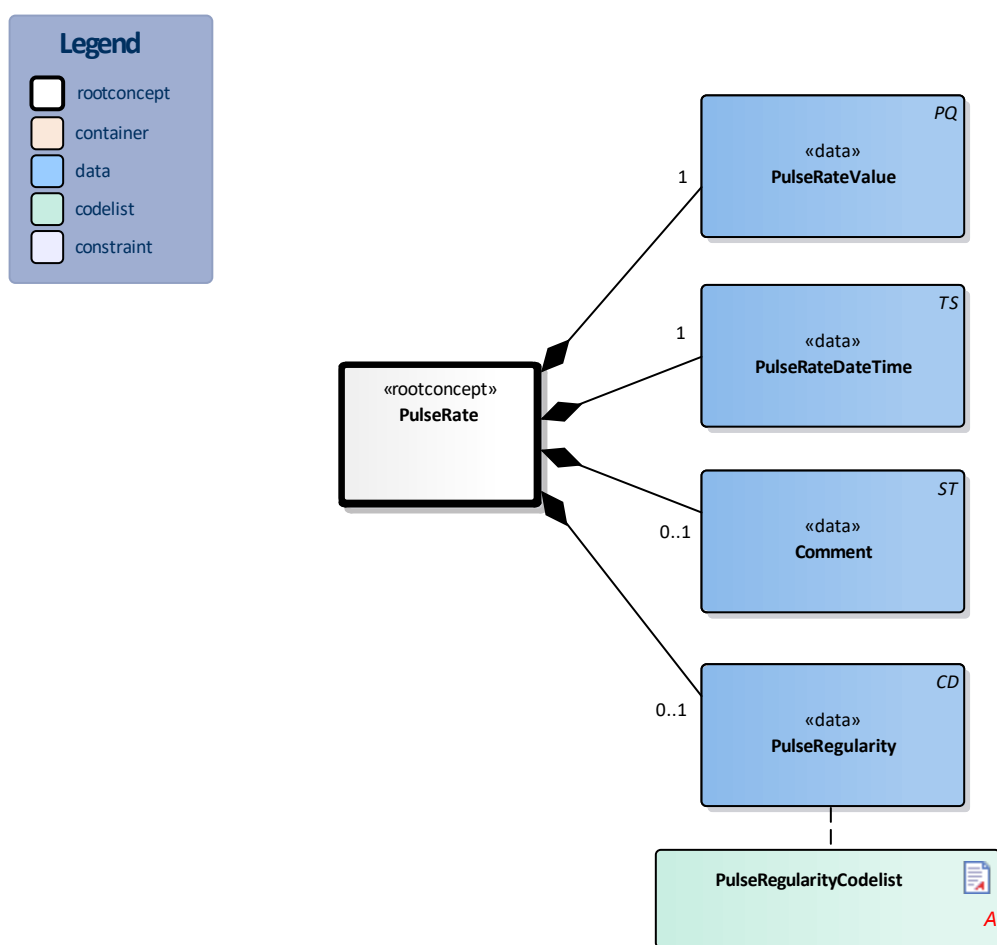 Legend
rootconcept
container
data
codelist
constraint
PQ
«data»
PulseRateValue
1
TS
«data»
PulseRateDateTime
1
«rootconcept»
PulseRate
ST
«data»
Comment
0..1
CD
«data»
PulseRegularity
0..1
PulseRegularityCodelist
A